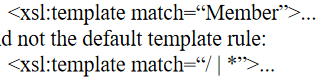 <xsl:template match=“Member”>...
d not the default template rule:
<xsl:template match=“/ | *”>...